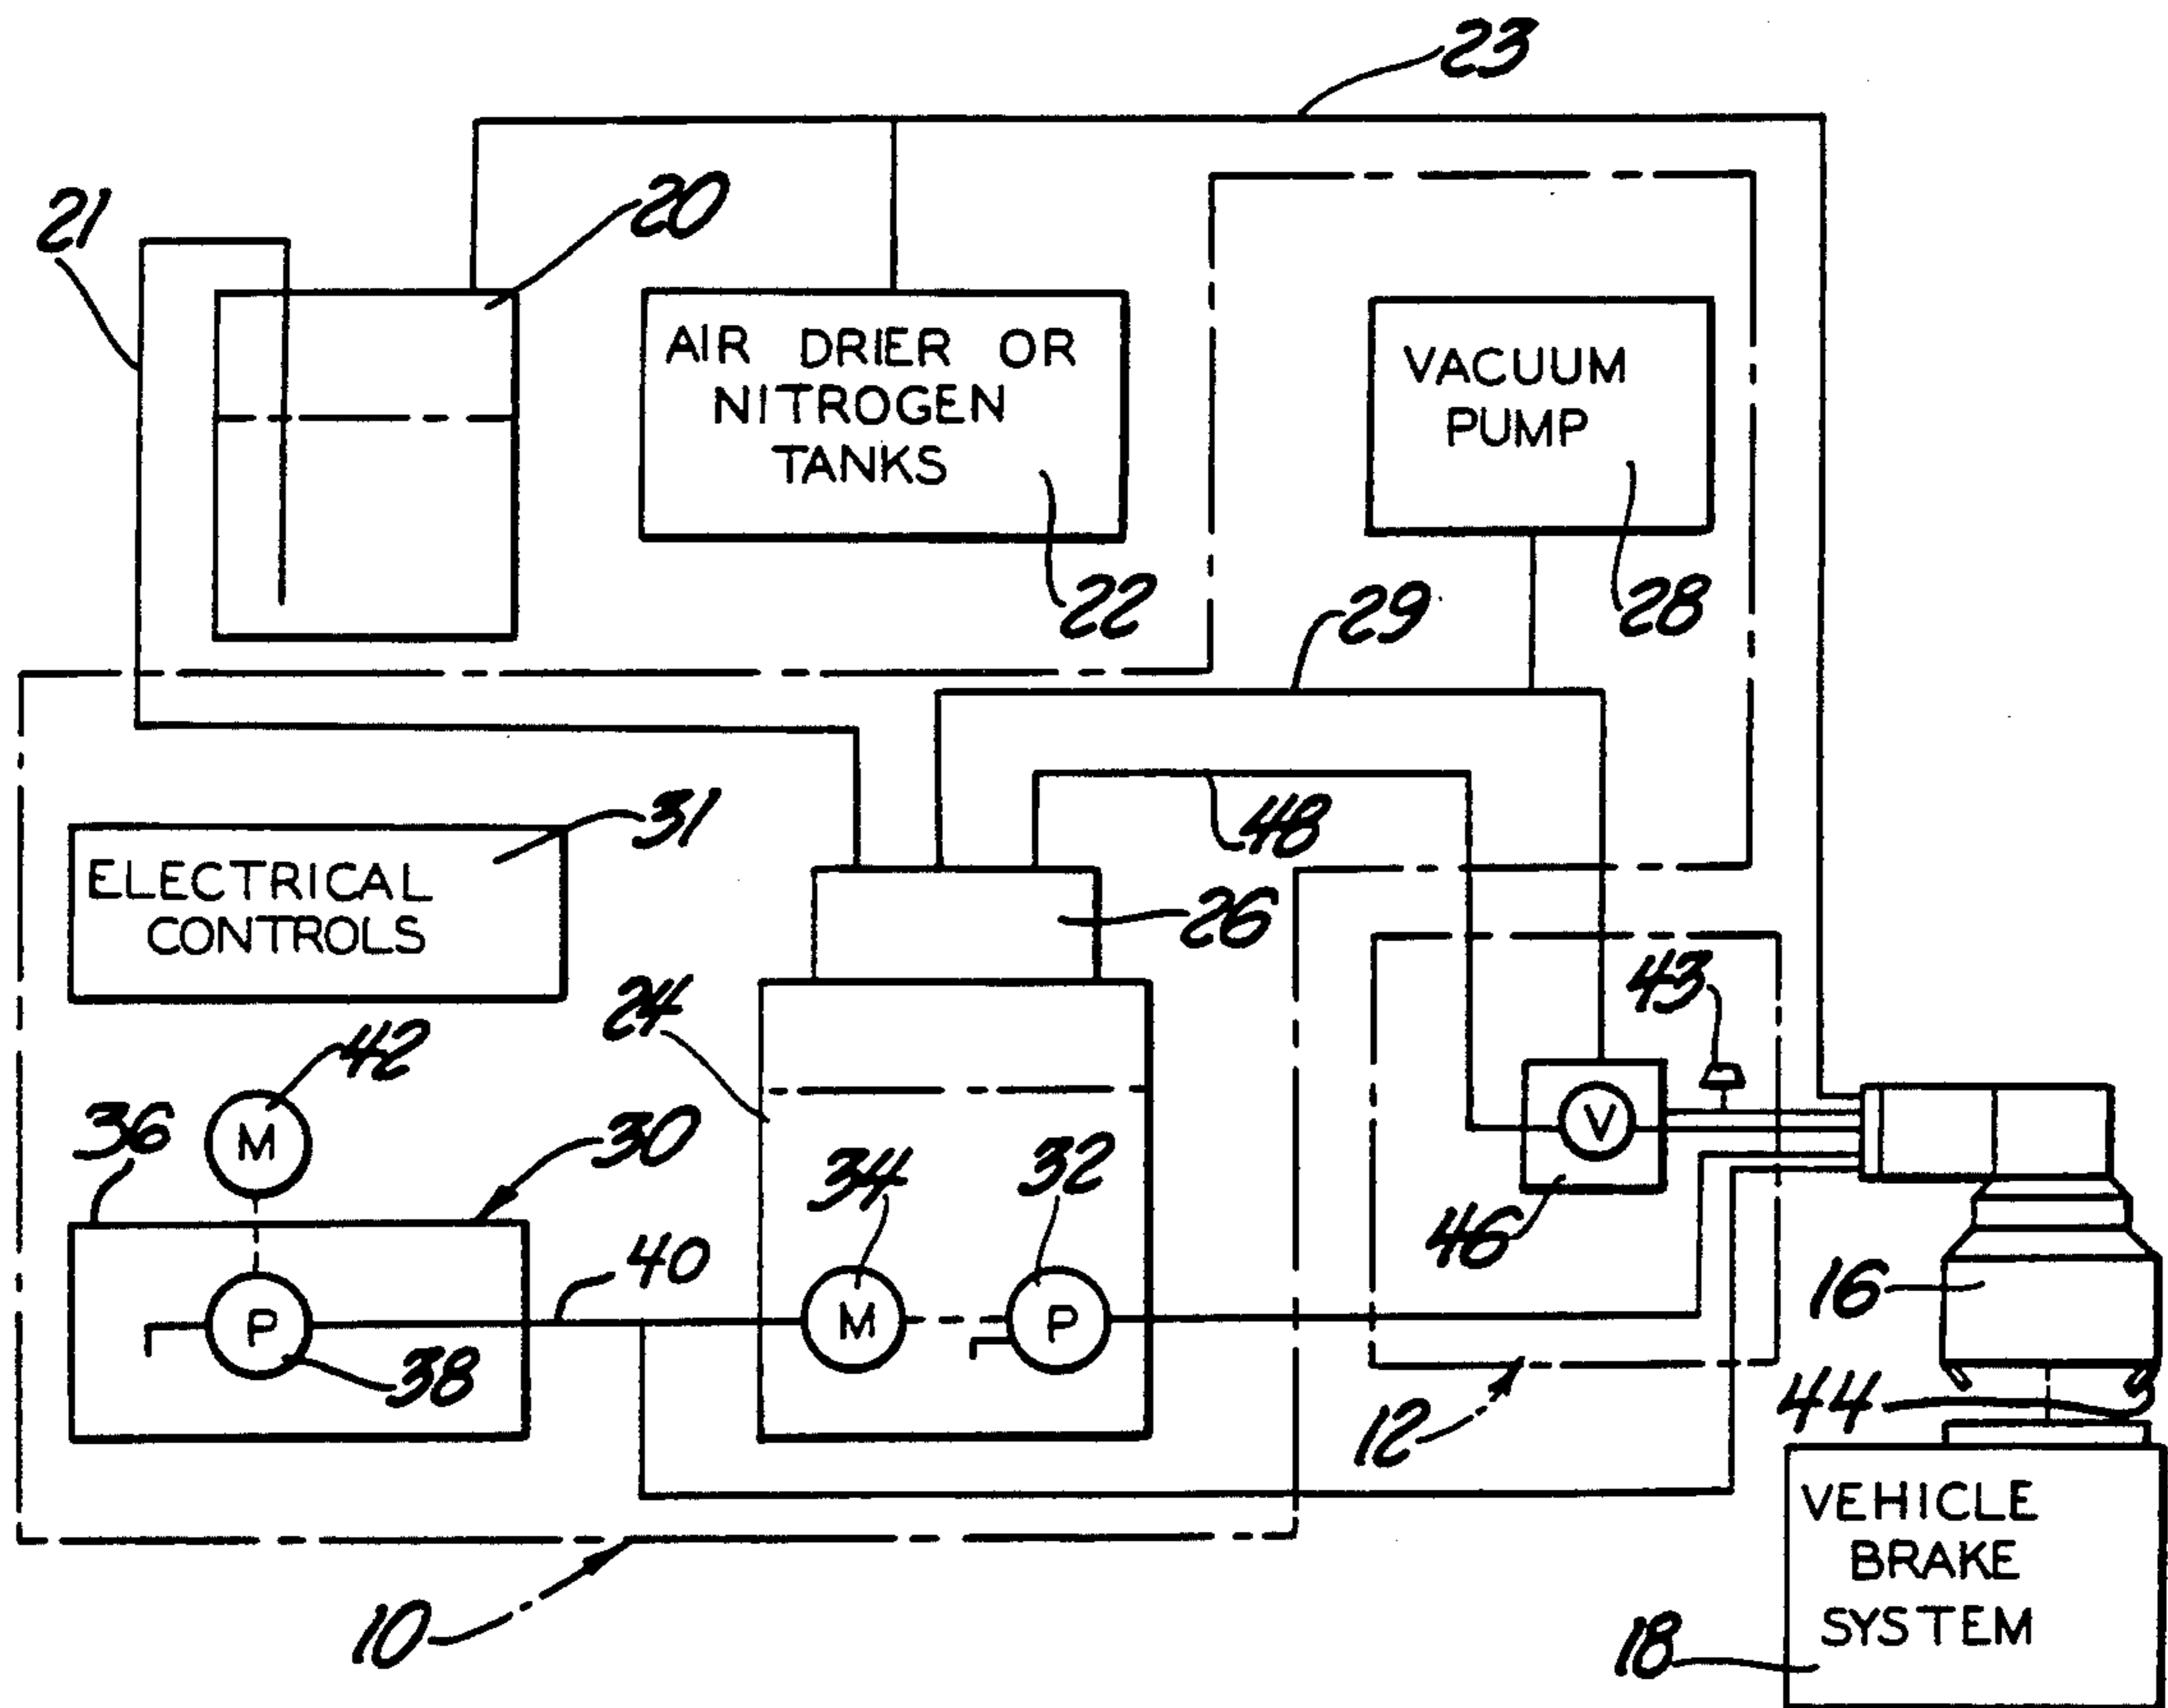 23
21
20
AIR DRIER OR
NITROGEN
TANKS
VACUUM
PUMP
22
29
28
31
48
ELECTRICAL
CONTROLS
26
43
24
42
36
M
30
V
34
32
46
40
16
P
M
P
38
44
12
VEHICLE
BRAKE
SYSTEM
10
18